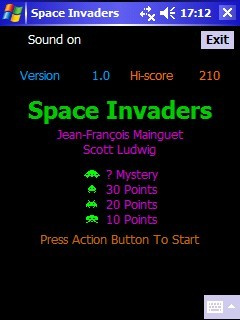 Space Invaders 17:12
Sound on Exit
Version 1.0 Hi-score 210
Space Invaders
Jean-François Mainguet
Scott Ludwig
? Mystery
30 Points
20 Points
10 Points
Press Action Button To Start